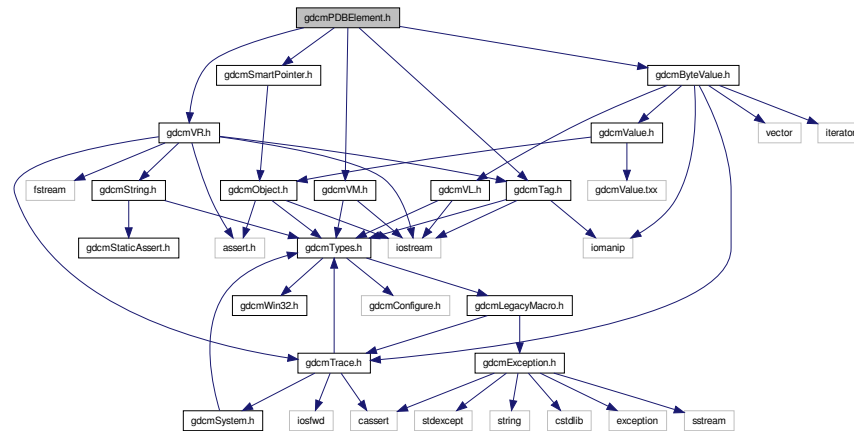 gdcmPDBElement.h
gdcmSmartPointer.h
gdcmByteValue.h
gdcmVR.h
gdcmValue.h
vector
iterator
fstream
gdcmString.h
gdcmObject.h
gdcmVM.h
gdcmVL.h
gdcmTag.h
gdcmValue.txx
gdcmStaticAssert.h
assert.h
gdcmTypes.h
iostream
iomanip
gdcmWin32.h
gdcmConfigure.h
gdcmLegacyMacro.h
gdcmTrace.h
gdcmException.h
gdcmSystem.h
iosfwd
cassert
stdexcept
string
cstdlib
exception
sstream